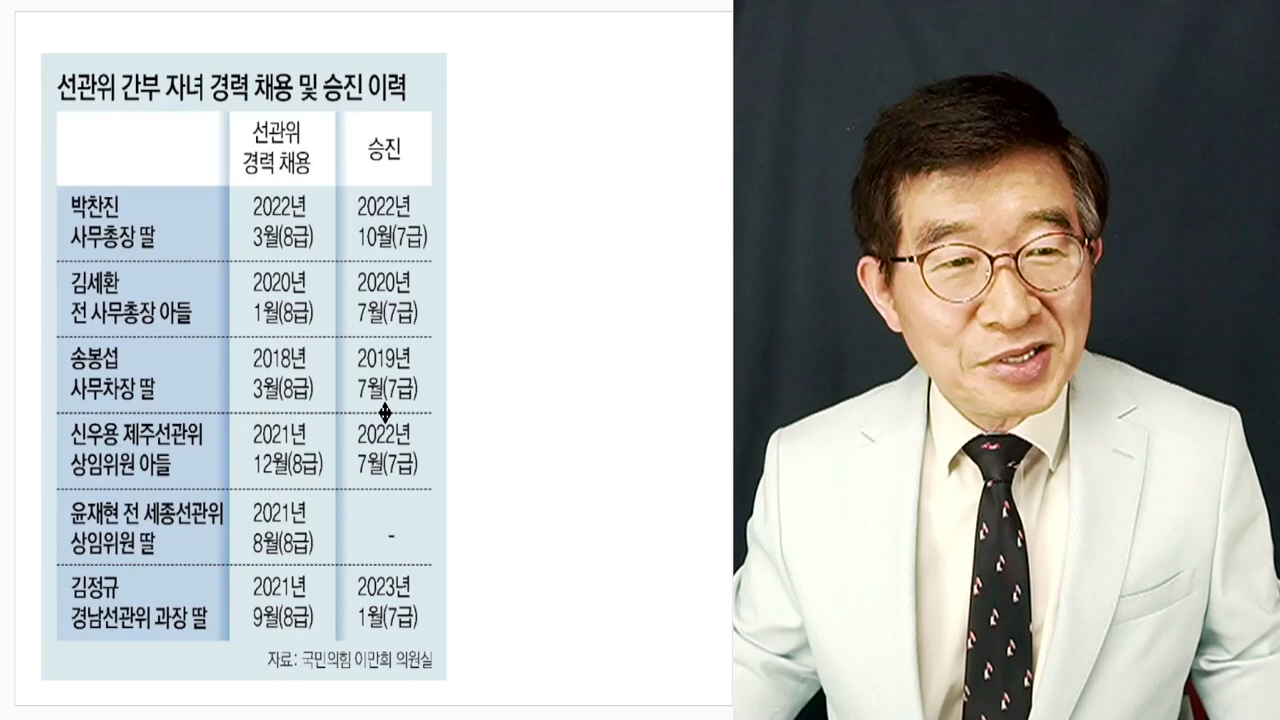 선관위 간부 자녀 경력 채용 및 승진 이력
선관위
경력 채용
승진
박찬진
사무총장 딸
2022년
3월(8급)
2022년
10월(7급)
김세환
전 사무총장 아들
2020년
1월(8급)
2020년
7월(7급)
송봉섭
사무차장 딸
2018년
3월(8급)
2019년
7월(7급)
신우용 제주선관위
상임위원 아들
2021년
12월(8급)
2022년
7월(7급)
윤재현 전 세종선관위
상임위원 딸
2021년
8월(8급)
-
김정규
경남선관위 과장 딸
2021년
9월(8급)
2023년
1월(7급)
자료: 국민의힘 이만희 의원실